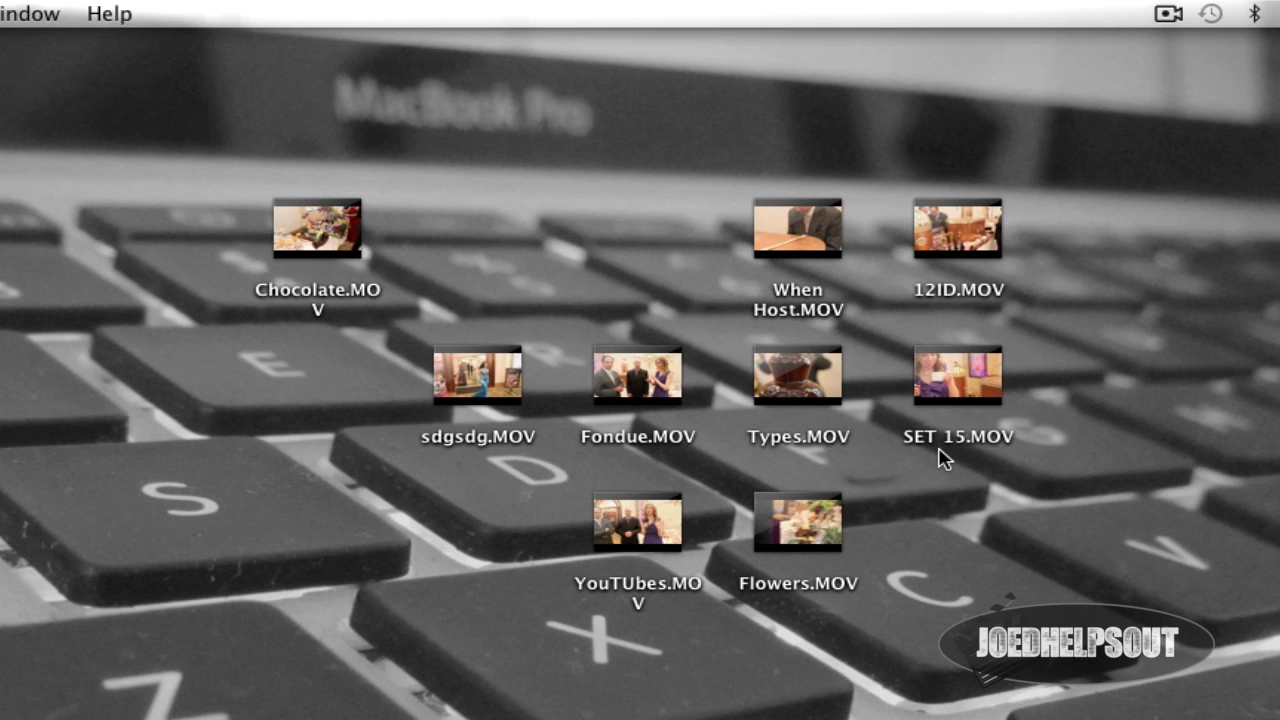 indow Help
MacBook Pro
Chocolate.MO
V
When
Host.MOV
12ID.MOV
E
sdgsdg.MOV
Fondue.MOV
Types.MOV
SET 15.MOV
S
D
F
G
YouTUbes.MO
V
Flowers.MOV
X
C
V
Z
JOEDHELPSOUT